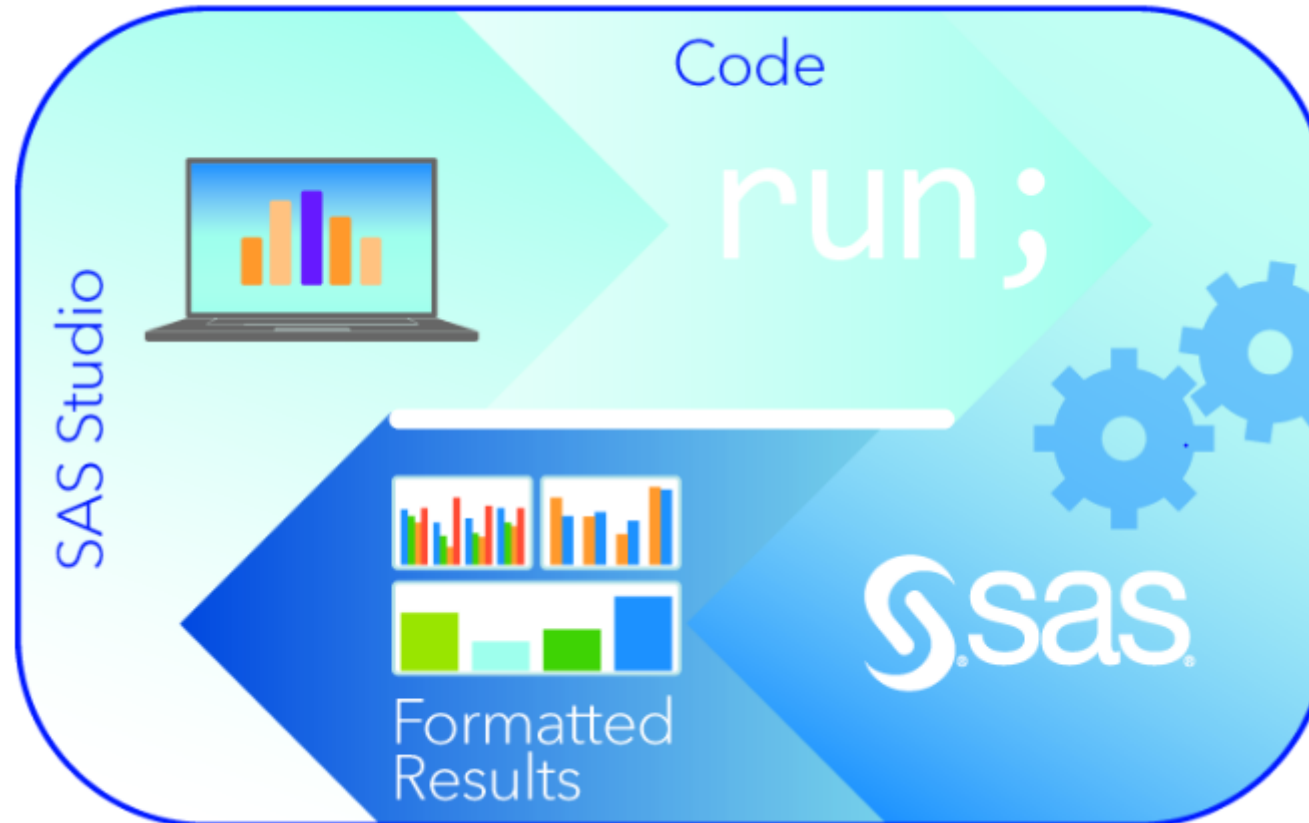 Code
run;
SAS Studio
sas
Formatted
Results